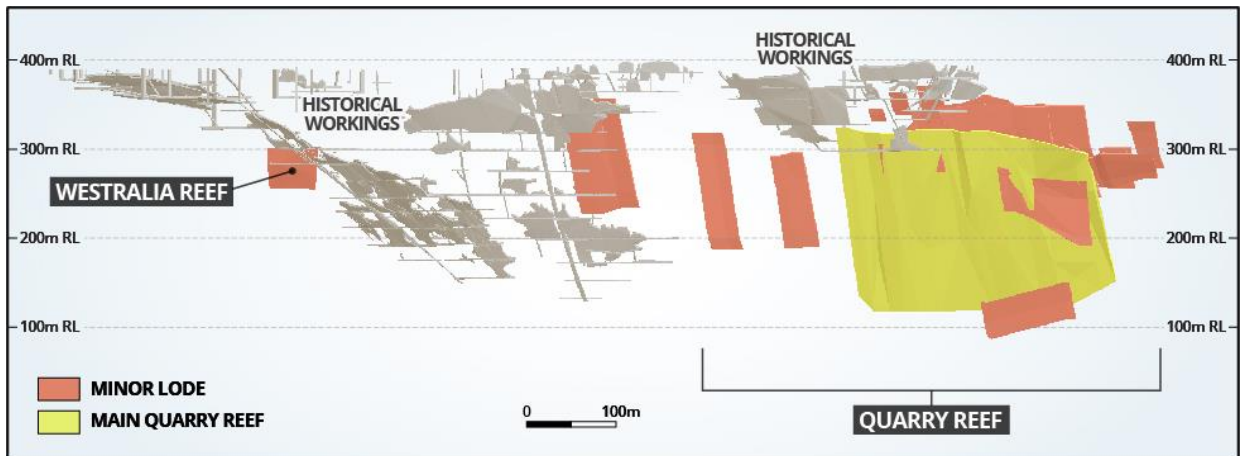 HISTORICAL
WORKINGS
400m RL
400m RL
HISTORICAL
WORKINGS
300m RL
300m RL
WESTRALIA REEF
200m RL
200m RL
100m RL
100m RL
MINOR LODE
MAIN QUARRY REEF
0 100m
QUARRY REEF